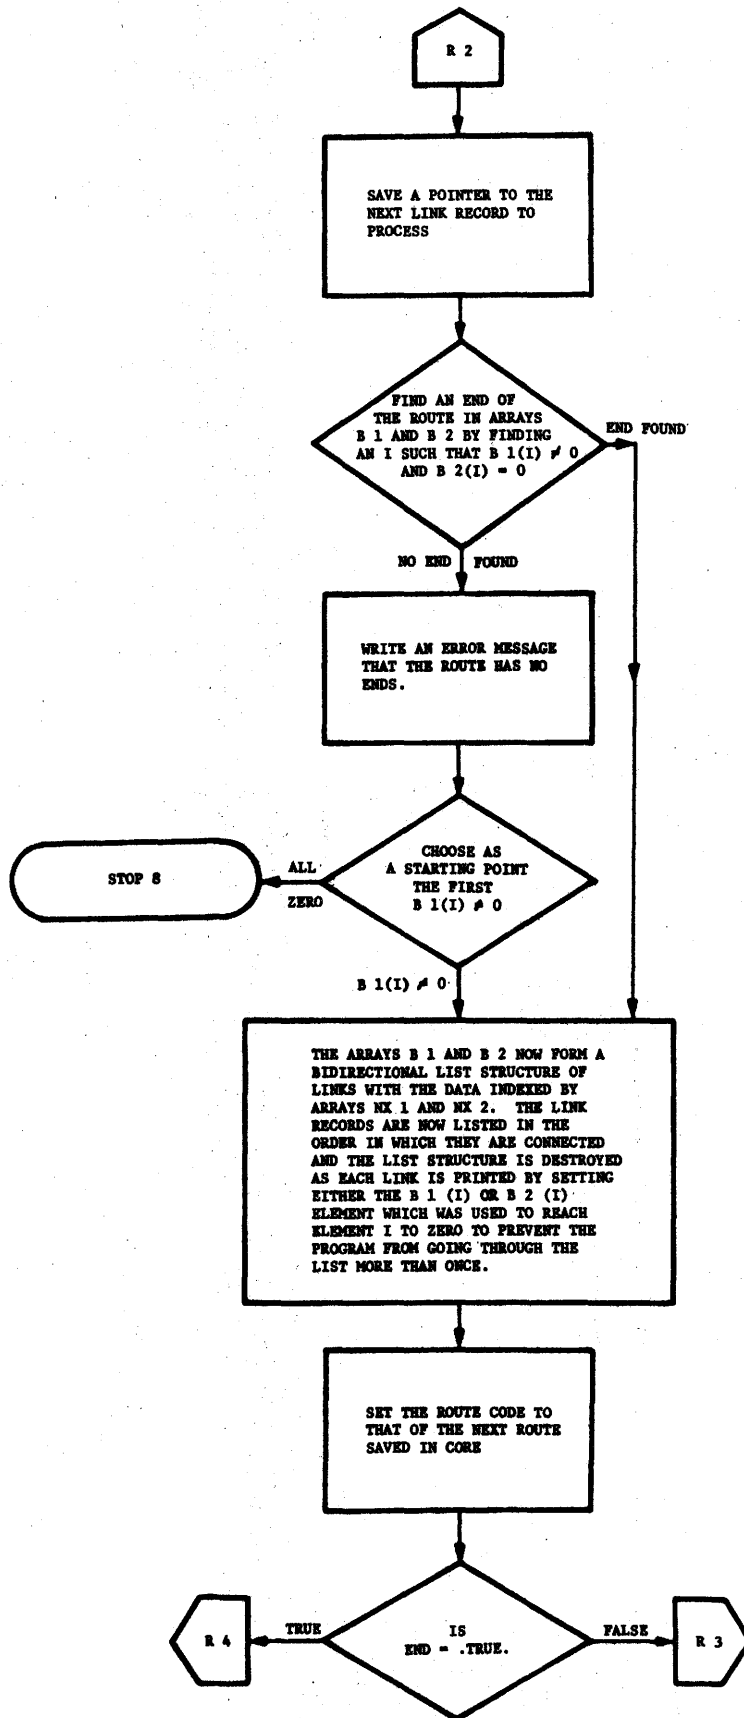 R 2
SAVE A POINTER TO THE
NEXT LINK RECORD TO
PROCESS
FIND AN END OF
THE ROUTE IN ARRAYS
B 1 AND B 2 BY FINDING
AN I SUCH THAT B 1(I) ≠ 0
AND B 2(I) = 0
END FOUND
NO END FOUND
WRITE AN ERROR MESSAGE
THAT THE ROUTE HAS NO
ENDS.
CHOOSE AS
A STARTING POINT
THE FIRST
B 1(I) ≠ 0
ALL
ZERO
STOP 8
B 1(I) ≠ 0
THE ARRAYS B 1 AND B 2 NOW FORM A
BIDIRECTIONAL LIST STRUCTURE OF
LINKS WITH THE DATA INDEXED BY
ARRAYS NX 1 AND NX 2. THE LINK
RECORDS ARE NOW LISTED IN THE
ORDER IN WHICH THEY ARE CONNECTED
AND THE LIST STRUCTURE IS DESTROYED
AS EACH LINK IS PRINTED BY SETTING
EITHER THE B 1 (I) OR B 2 (I)
ELEMENT WHICH WAS USED TO REACH
ELEMENT I TO ZERO TO PREVENT THE
PROGRAM FROM GOING THROUGH THE
LIST MORE THAN ONCE.
SET THE ROUTE CODE TO
THAT OF THE NEXT ROUTE
SAVED IN CORE
IS
END = .TRUE.
TRUE
R 4
FALSE
R 3